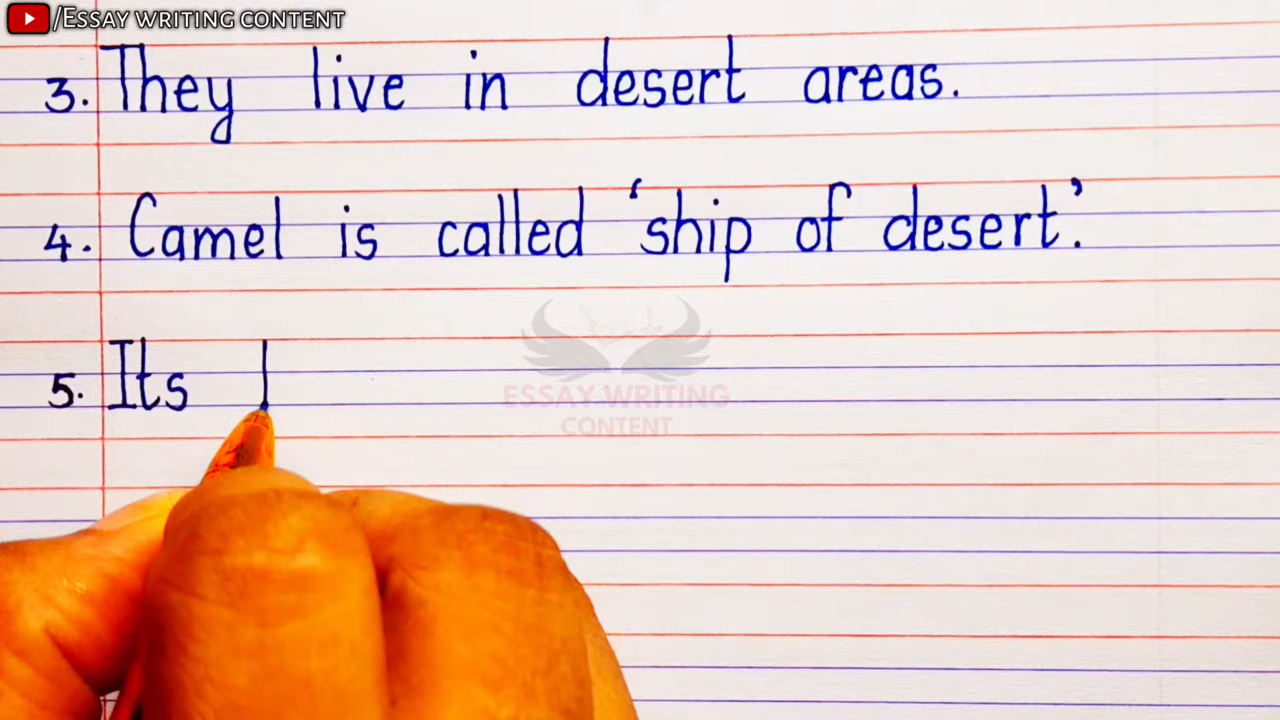 /Essay writing content
3. They live in desert areas.
4. Camel is called 'ship of desert'.
5. Its
ESSAY WRITING
CONTENT